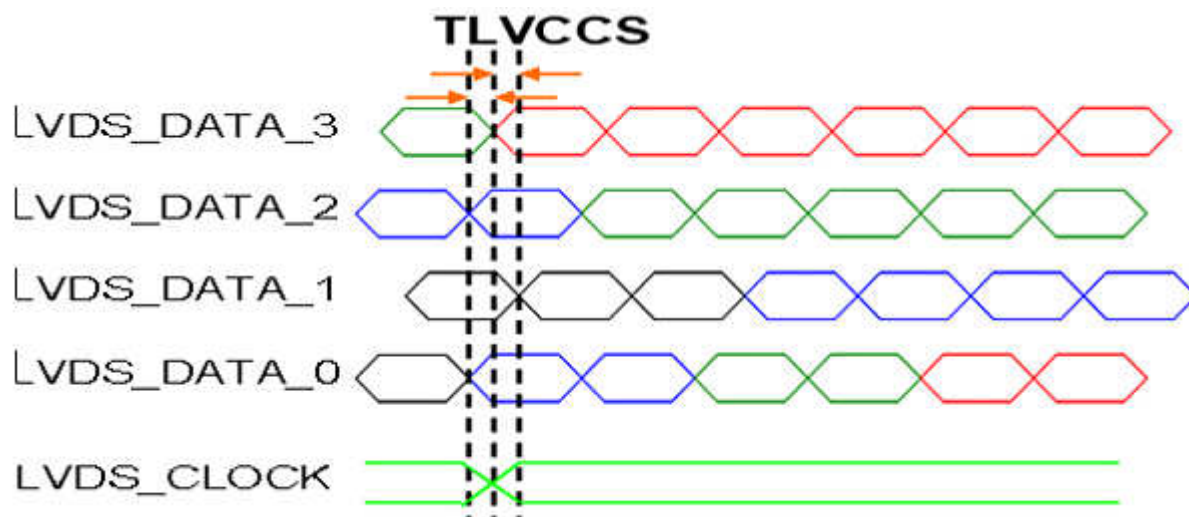 TLVCCS
LVDS_DATA_3
LVDS_DATA_2
LVDS_DATA_1
LVDS_DATA_0
LVDS_CLOCK